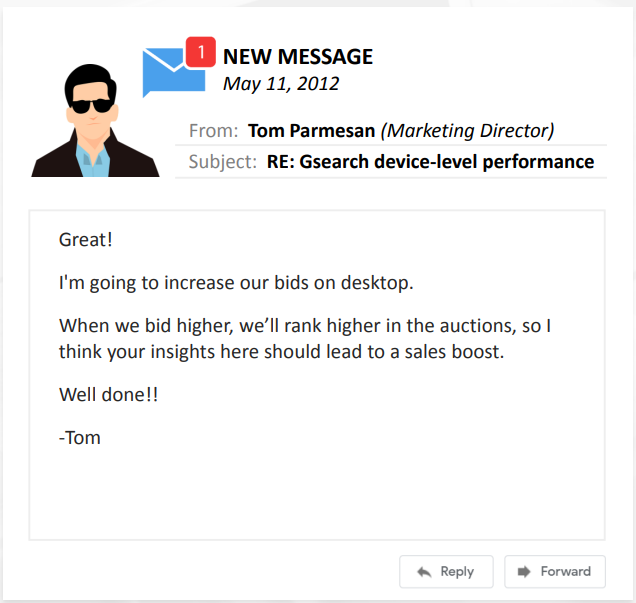 1
NEW MESSAGE
May 11, 2012
From: Tom Parmesan (Marketing Director)
Subject: RE: Gsearch device-level performance
Great!
I'm going to increase our bids on desktop.
When we bid higher, we’ll rank higher in the auctions, so I
think your insights here should lead to a sales boost.
Well done!!
-Tom
Reply
Forward